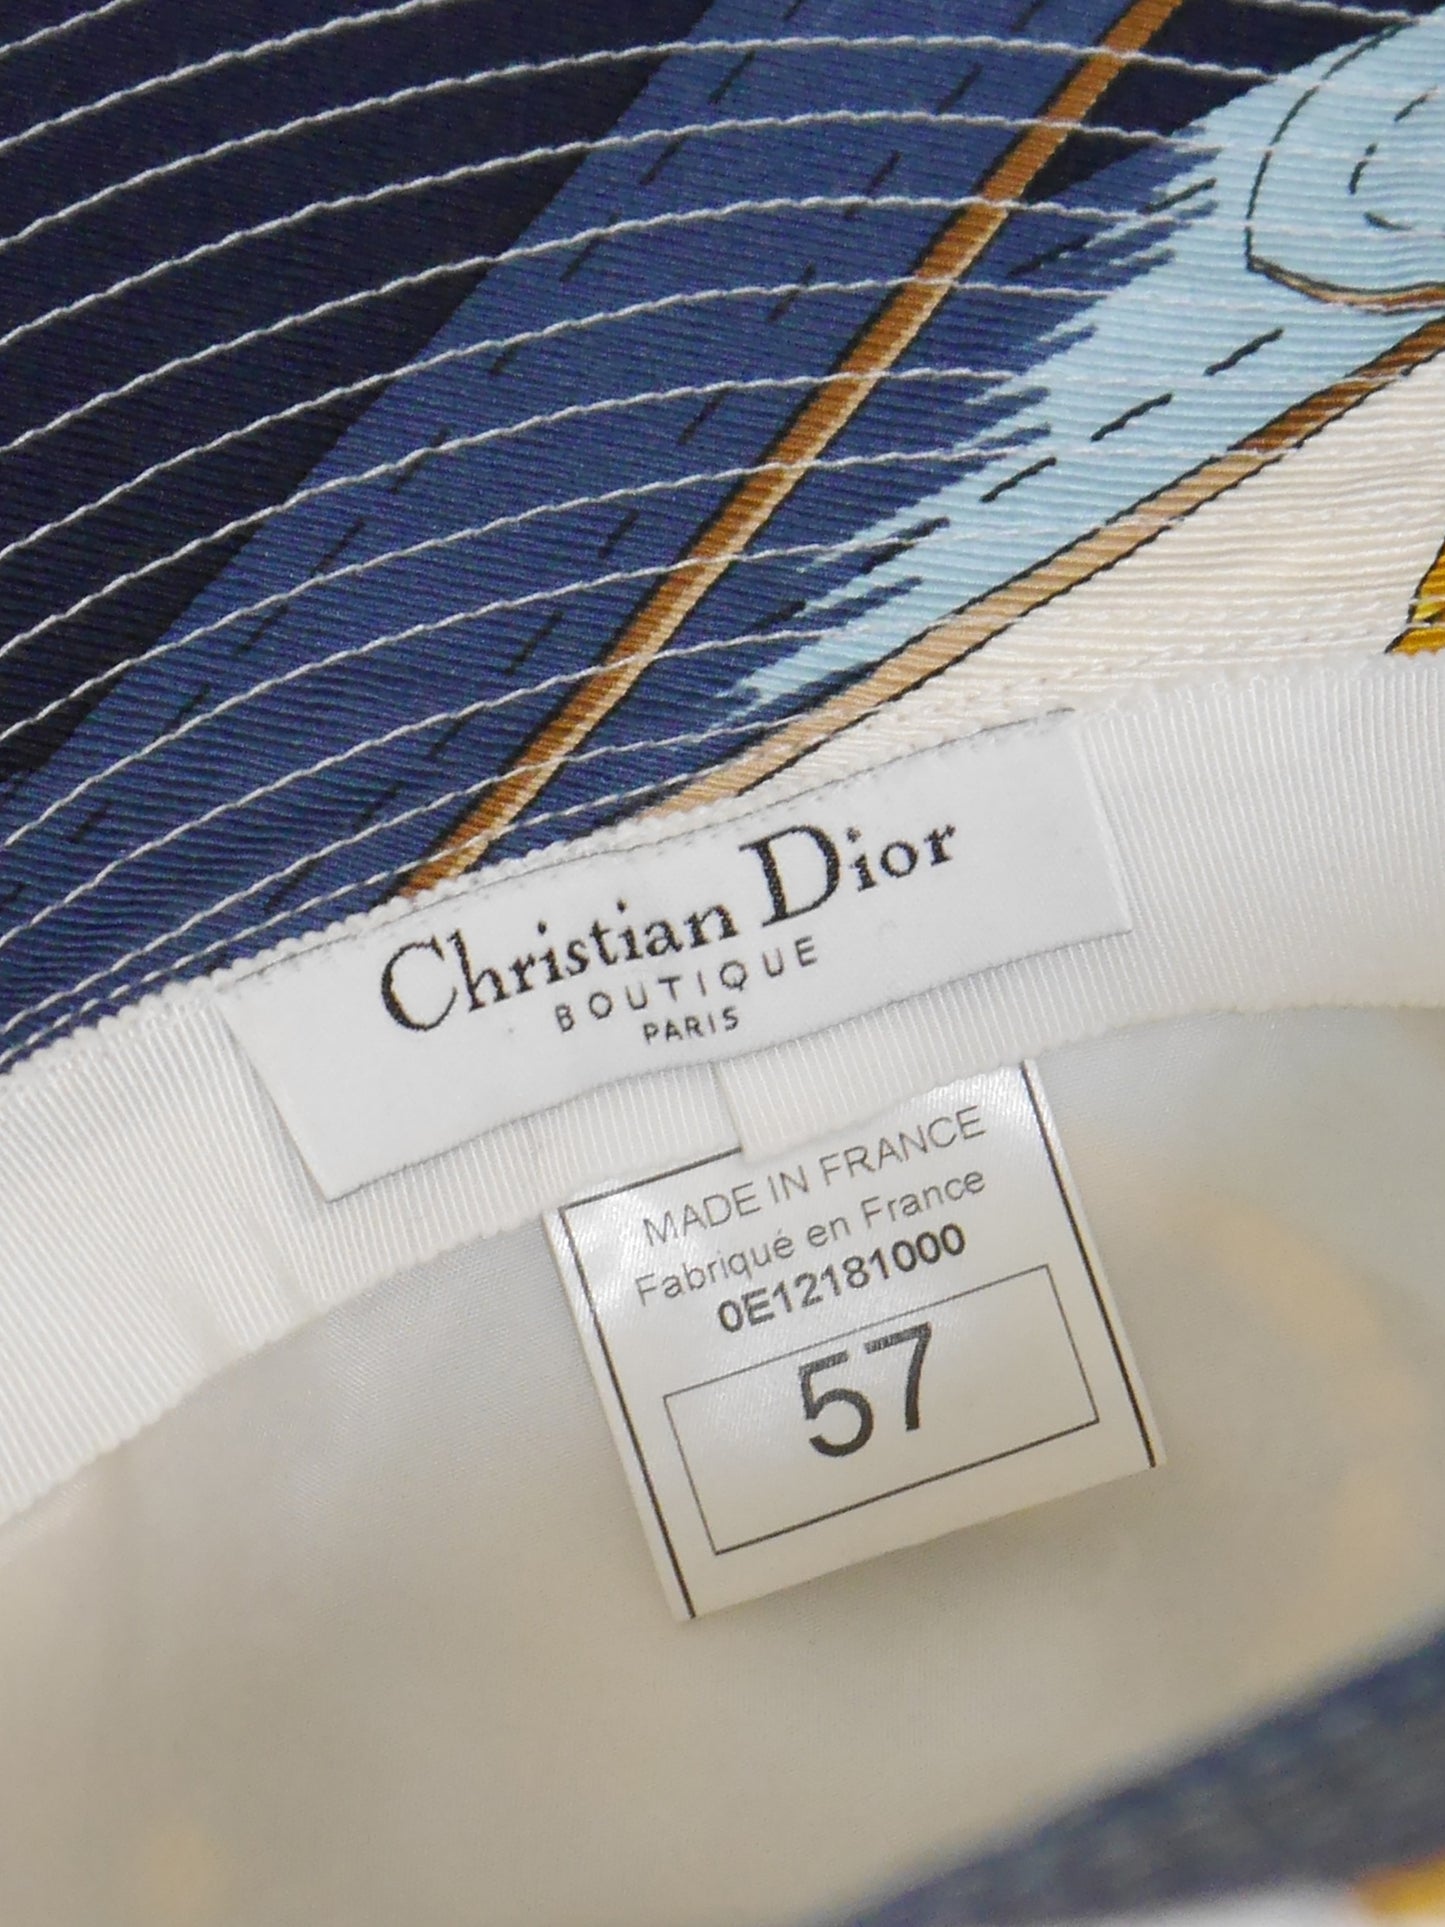 Christian Dior
BOUTIQUE
PARIS
MADE IN FRANCE
Fabriqué en France
0E12181000
57